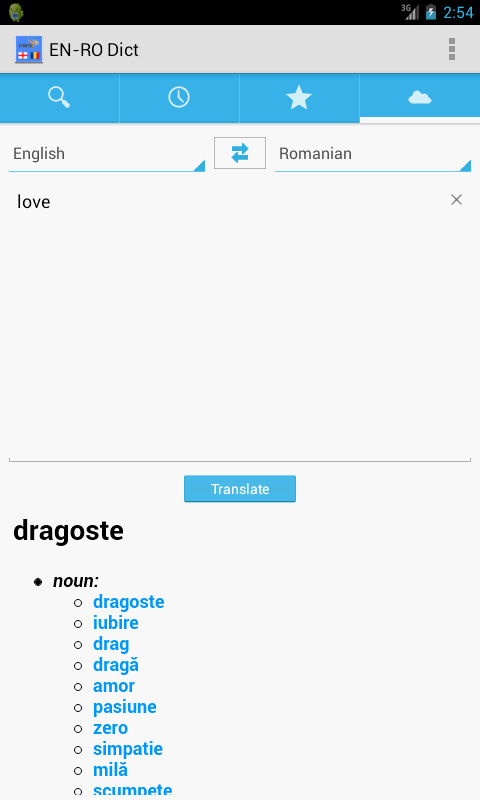 3G 2:54
EN-RO Dict
English Romanian
love
Translate
dragoste
noun:
dragoste
iubire
drag
dragă
amor
pasiune
zero
simpatie
milă
scumpete